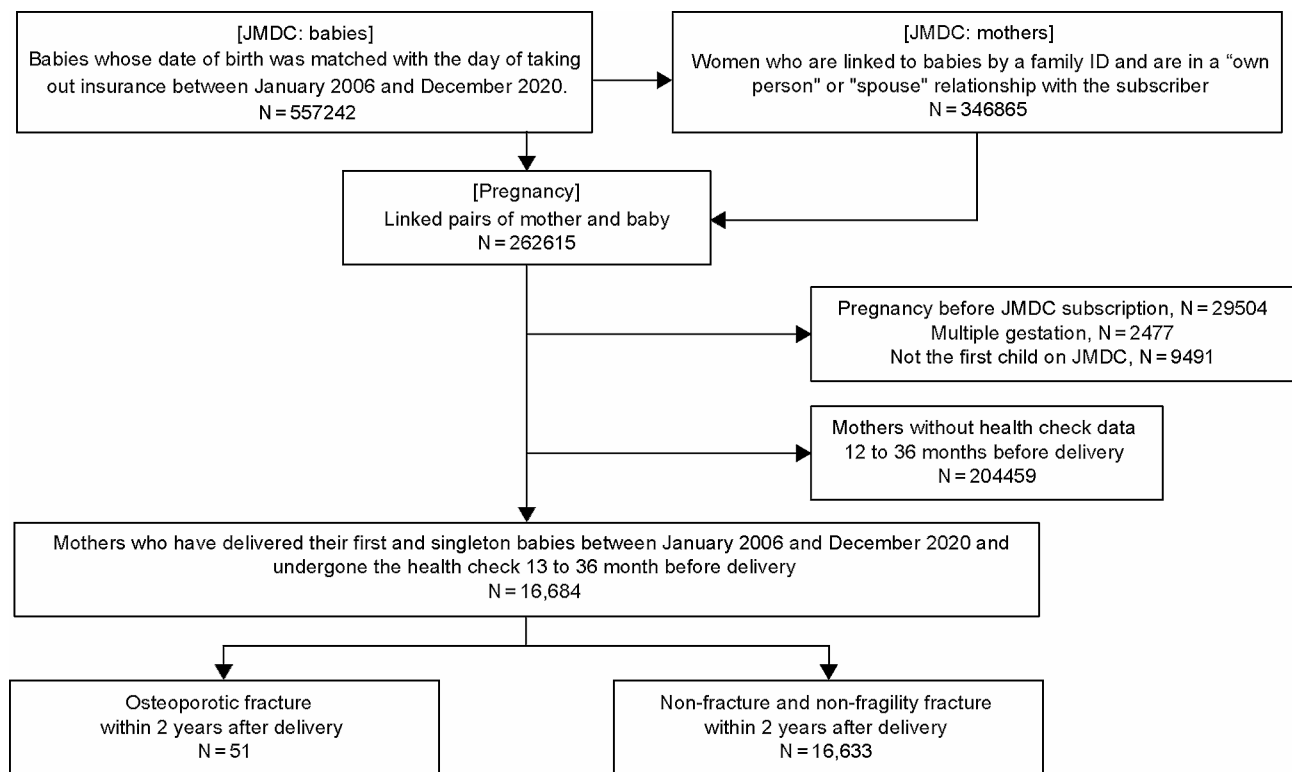 [JMDC: babies]
Babies whose date of birth was matched with the day of taking
out insurance between January 2006 and December 2020.
N = 557242
[JMDC: mothers]
Women who are linked to babies by a family ID and are in a “own
person" or "spouse" relationship with the subscriber
N = 346865
[Pregnancy]
Linked pairs of mother and baby
N = 262615
Pregnancy before JMDC subscription, N = 29504
Multiple gestation, N = 2477
Not the first child on JMDC, N = 9491
Mothers without health check data
12 to 36 months before delivery
N = 204459
Mothers who have delivered their first and singleton babies between January 2006 and December 2020 and
undergone the health check 13 to 36 month before delivery
N = 16,684
Osteoporotic fracture
within 2 years after delivery
N = 51
Non-fracture and non-fragility fracture
within 2 years after delivery
N = 16,633